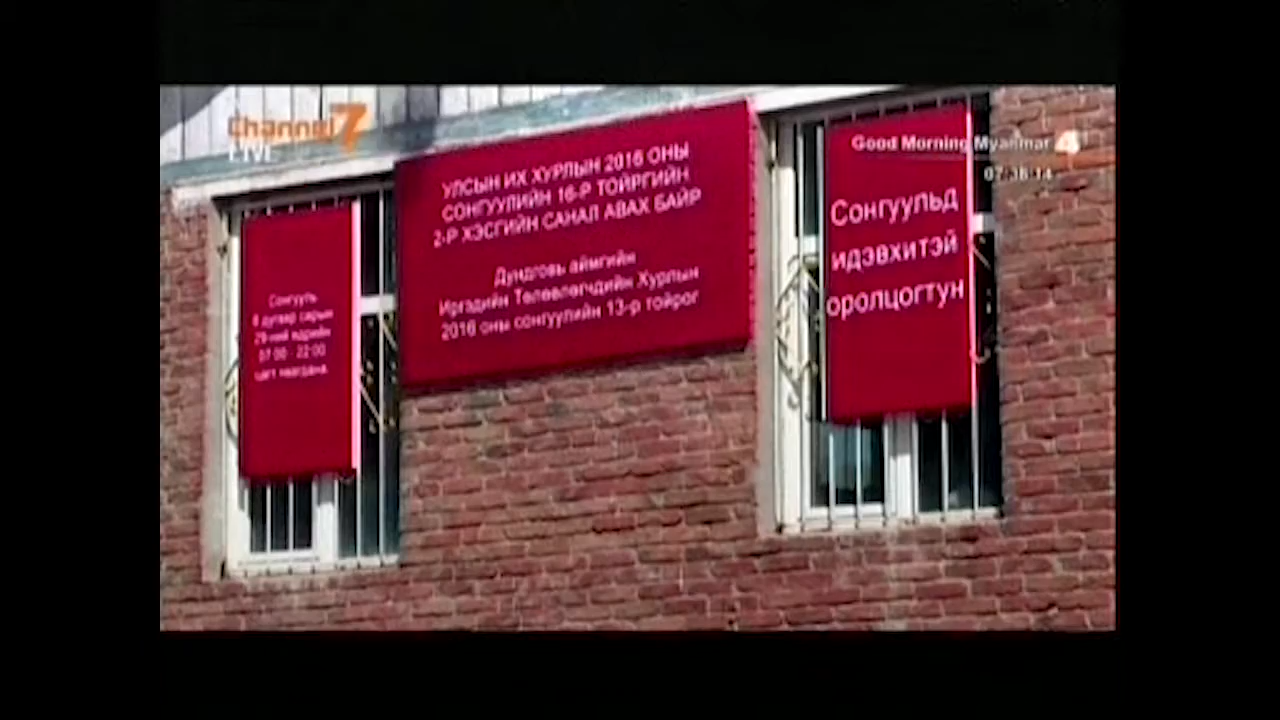 Channel 7
LIVE
Good Morning Myanmar 4
07:36:14
УЛСЫН ИХ ХУРЛЫН 2016 ОНЫ
СОНГУУЛИЙН 16-Р ТОЙРГИЙН
2-Р ХЭСГИЙН САНАЛ АВАХ БАЙР
Дундговь аймгийн
Иргэдийн Төлөөлөгчдийн Хурлын
2016 оны сонгуулийн 13-р тойрог
Сонгууль
6 дугаар сарын
29-ний өдрийн
07:00 - 22:00
цагт явагдана
Сонгуульд
идэвхитэй
оролцогтун